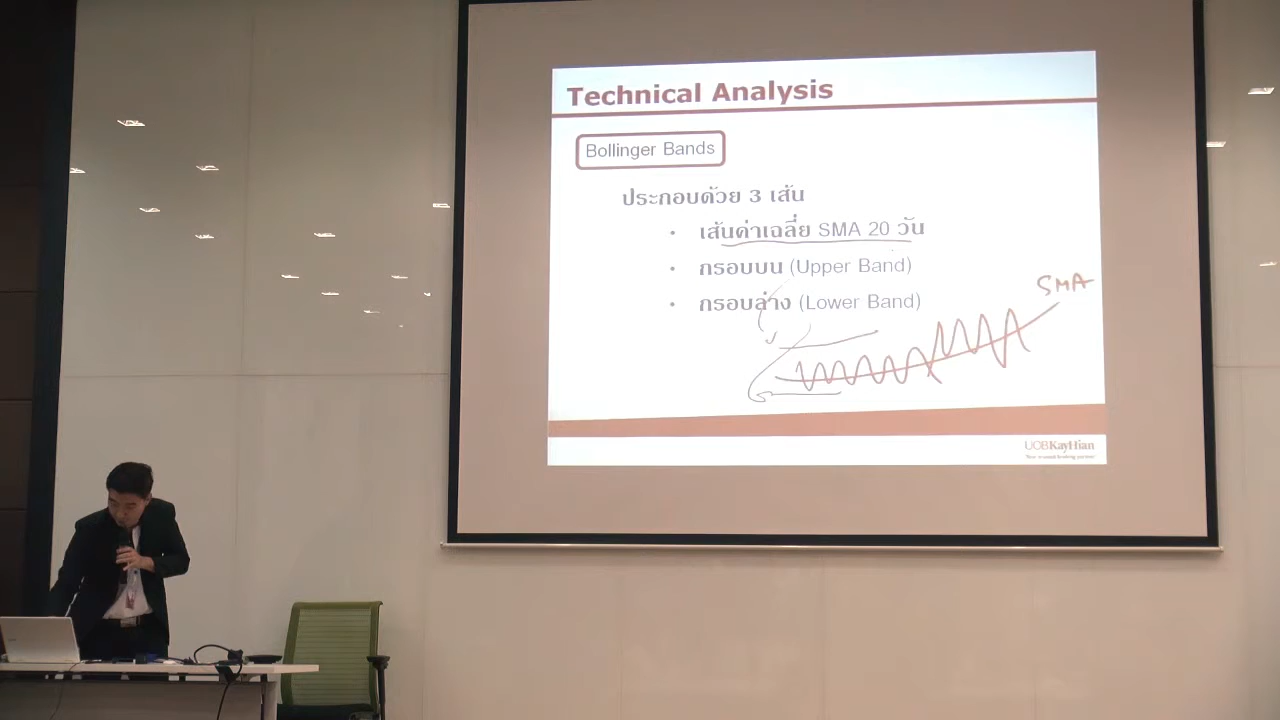 Technical Analysis
Bollinger Bands
ประกอบด้วย 3 เส้น
• เส้นค่าเฉลี่ย SMA 20 วัน
• กรอบบน (Upper Band)
• กรอบล่าง (Lower Band)
SMA
UOBKayHian